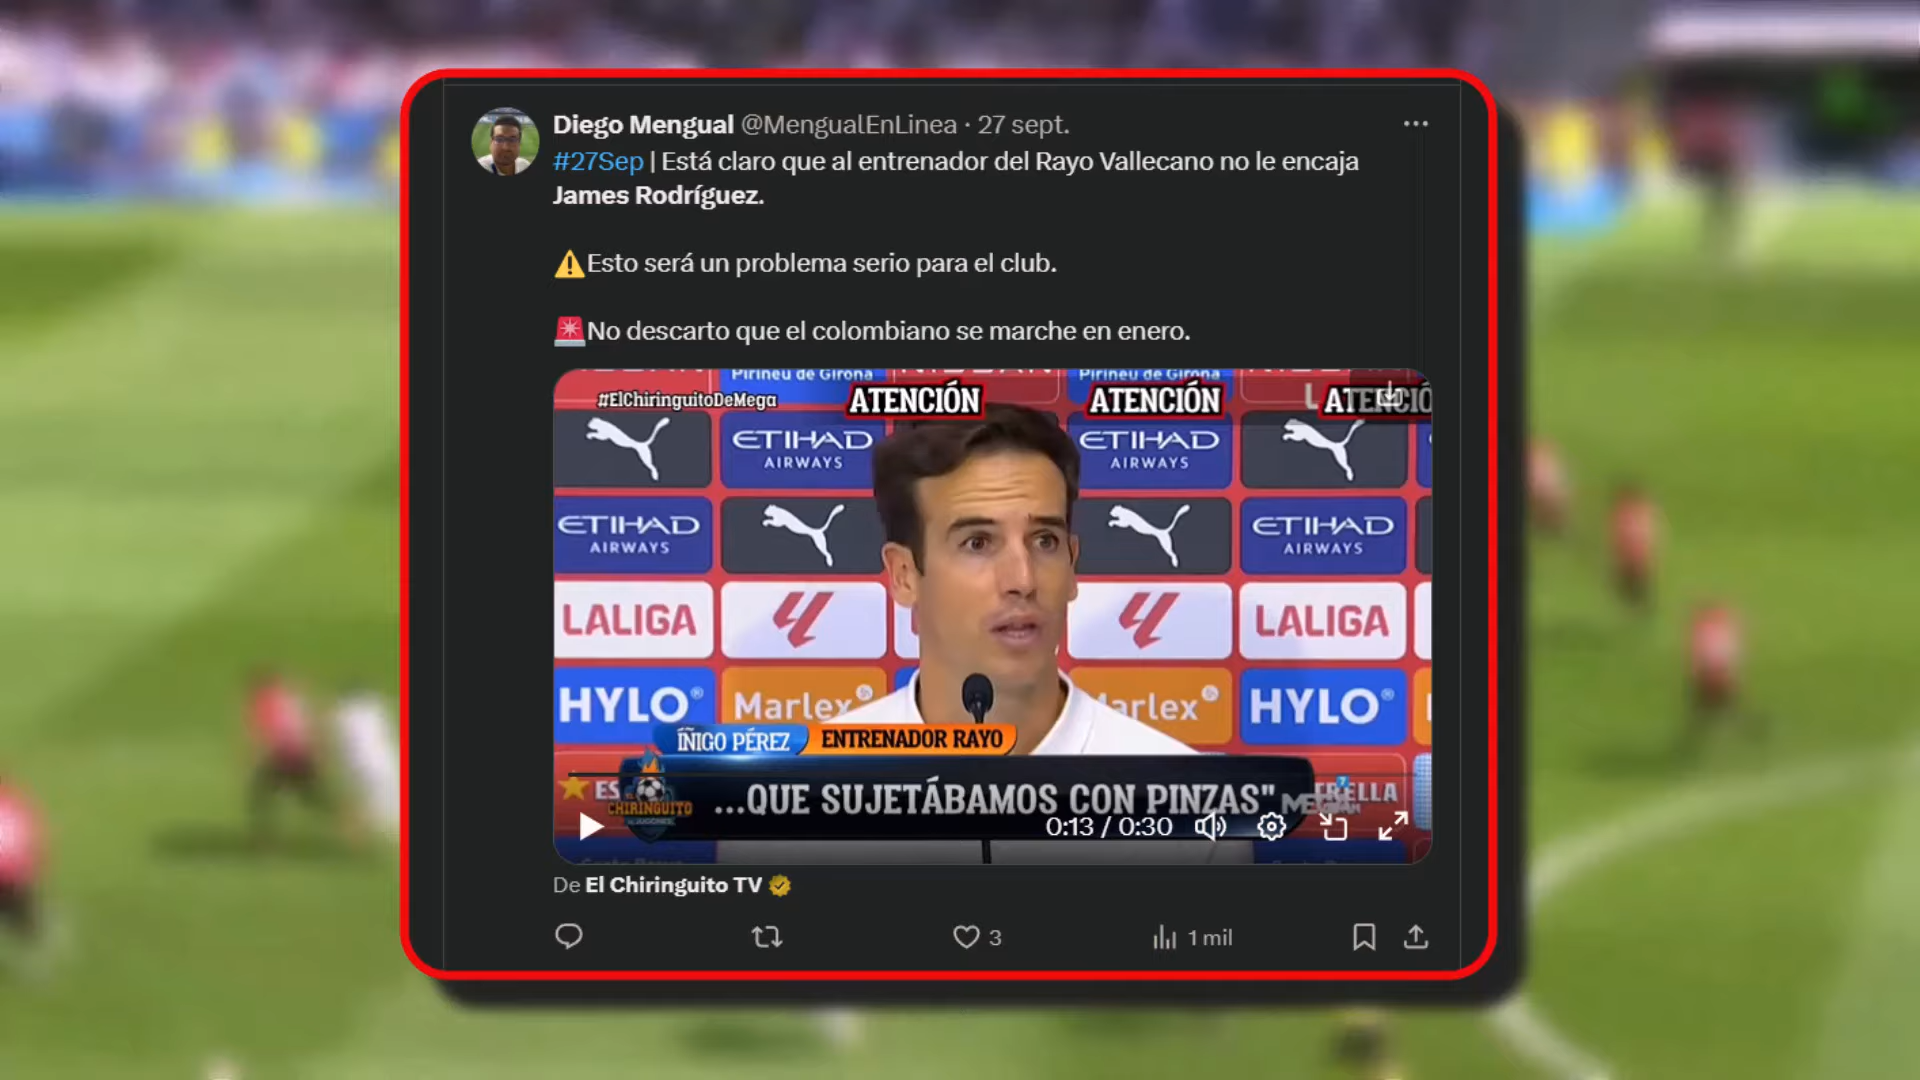 Diego Mengual @MengualEnLinea · 27 sept.
#27Sep | Está claro que al entrenador del Rayo Vallecano no le encaja
James Rodríguez.
⚠️Esto será un problema serio para el club.
🚨No descarto que el colombiano se marche en enero.
Pirineu de Girona Pirineu de Girona
#ElChiringuitoDeMega ATENCIÓN ATENCIÓN
ETIHAD ETIHAD
AIRWAYS AIRWAYS
ETIHAD ETIHAD
AIRWAYS AIRWAYS
LALIGA LALIGA
HYLO® Marlex® arlex® HYLO®
ÍÑIGO PÉREZ ENTRENADOR RAYO
CHIRINGUITO
...QUE SUJETÁBAMOS CON PINZAS"
0:13 / 0:30
De El Chiringuito TV
3 1 mil